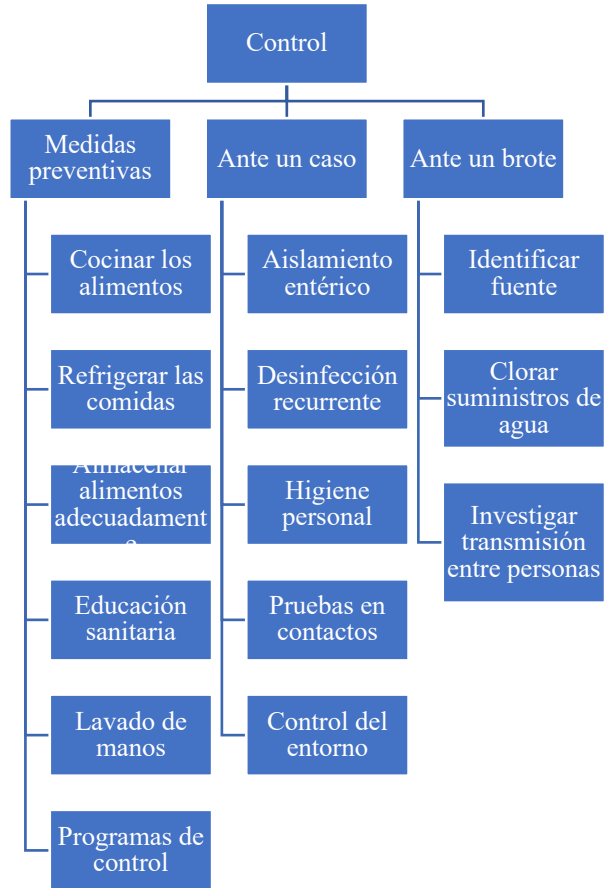 Control
Medidas
preventivas
Ante un caso
Ante un brote
Cocinar los
alimentos
Refrigerar las
comidas
Almacenar
alimentos
adecuadament
e
Educación
sanitaria
Lavado de
manos
Programas de
control
Aislamiento
entérico
Desinfección
recurrente
Higiene
personal
Pruebas en
contactos
Control del
entorno
Identificar
fuente
Clorar
suministros de
agua
Investigar
transmisión
entre personas